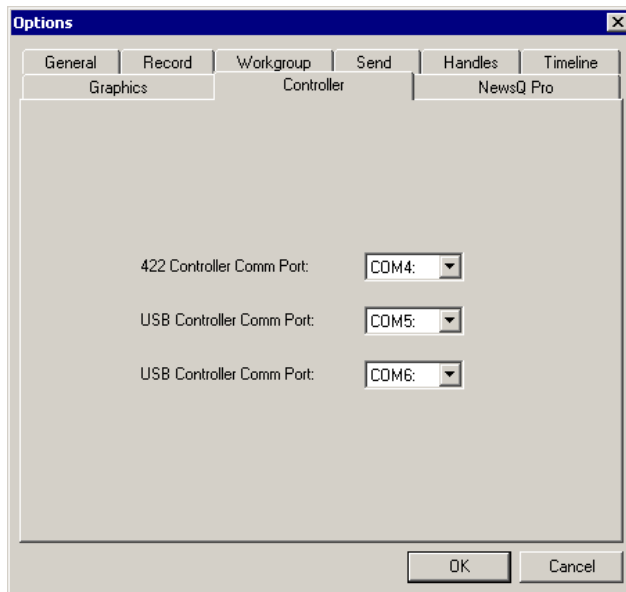 Options
General Record Workgroup Send Handles Timeline
Graphics Controller NewsQ Pro
422 Controller Comm Port: COM4:
USB Controller Comm Port: COM5:
USB Controller Comm Port: COM6:
OK Cancel